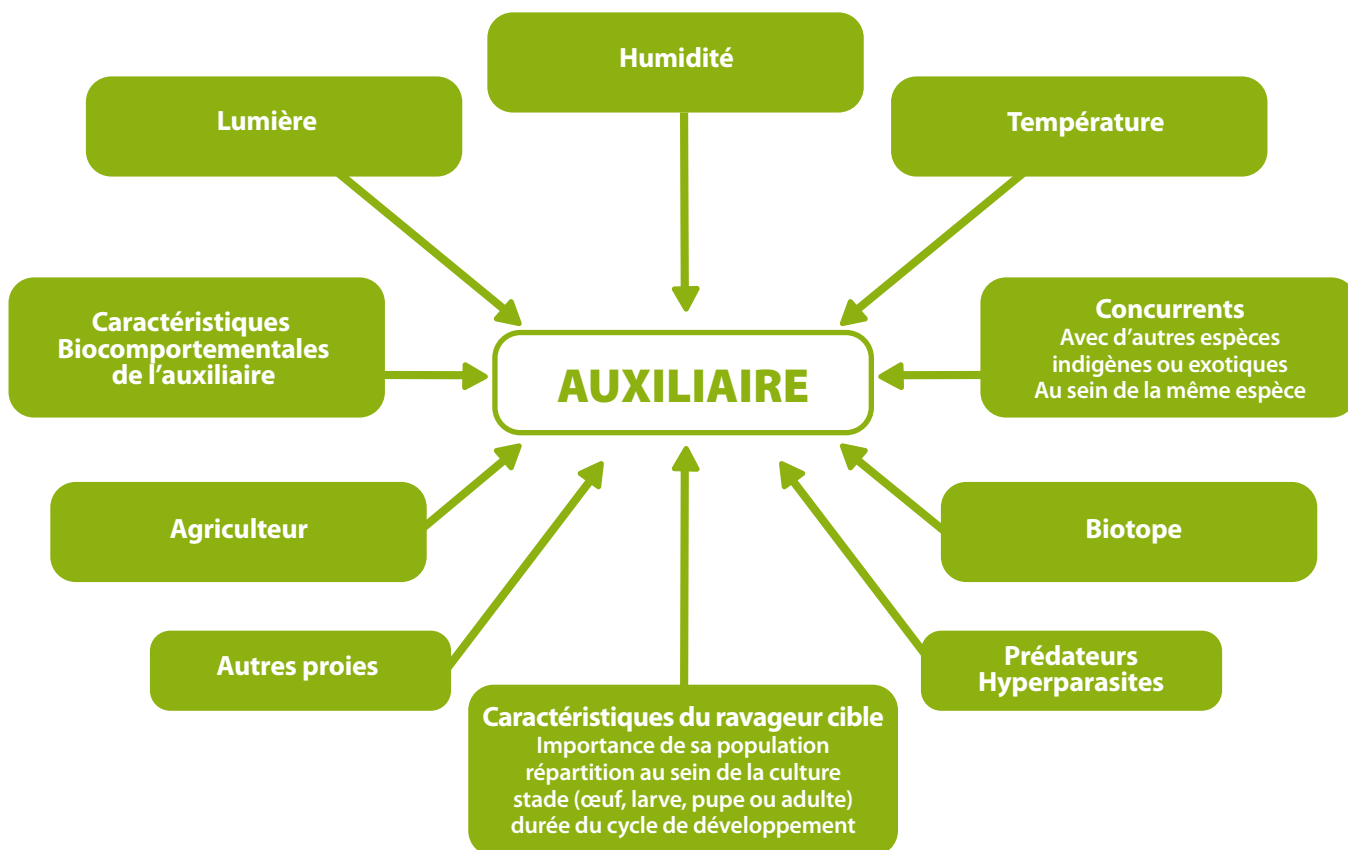 Humidité
Lumière
Température
Caractéristiques
Biocomportementales
de l’auxiliaire
Concurrents
Avec d’autres espèces
indigènes ou exotiques
Au sein de la même espèce
AUXILIAIRE
Agriculteur
Biotope
Autres proies
Prédateurs
Hyperparasites
Caractéristiques du ravageur cible
Importance de sa population
répartition au sein de la culture
stade (œuf, larve, pupe ou adulte)
durée du cycle de développement